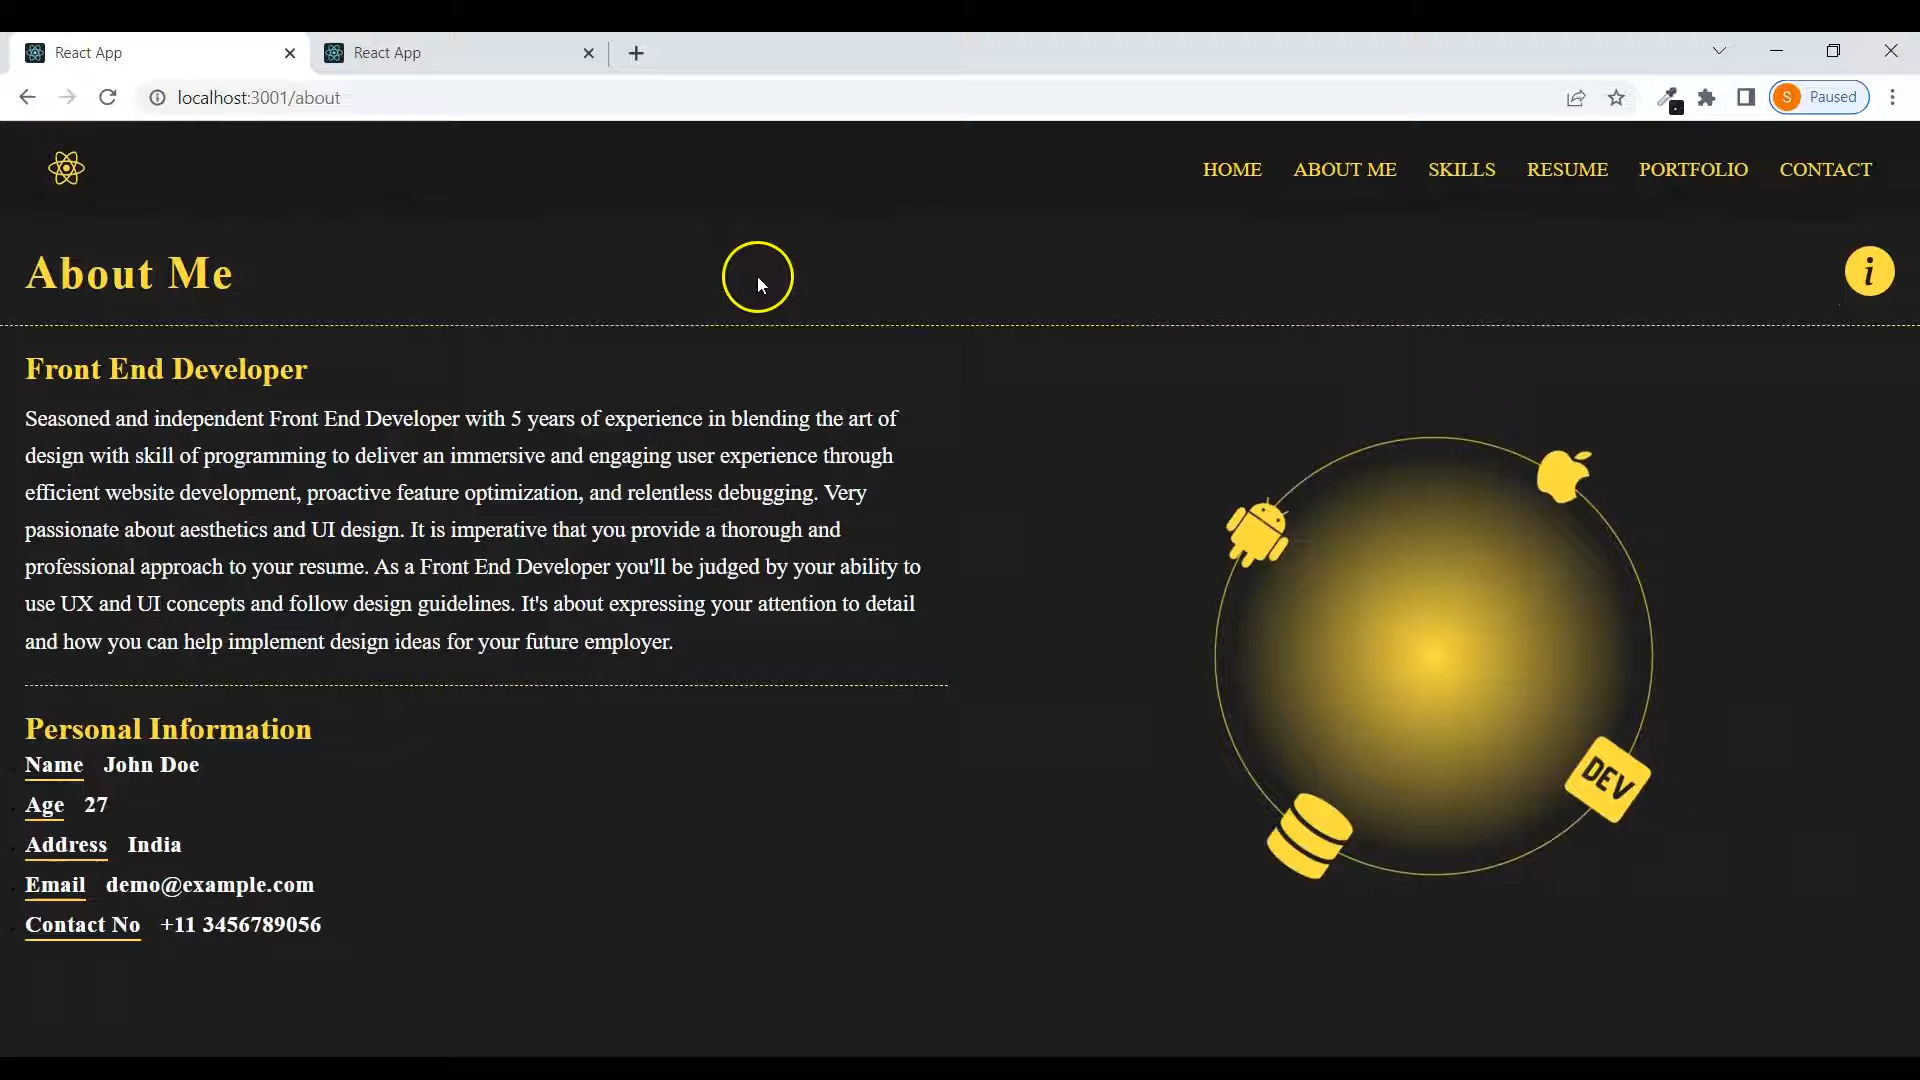 React App
React App
localhost:3001/about
S Paused
HOME ABOUT ME SKILLS RESUME PORTFOLIO CONTACT
About Me
i
Front End Developer
Seasoned and independent Front End Developer with 5 years of experience in blending the art of
design with skill of programming to deliver an immersive and engaging user experience through
efficient website development, proactive feature optimization, and relentless debugging. Very
passionate about aesthetics and UI design. It is imperative that you provide a thorough and
professional approach to your resume. As a Front End Developer you'll be judged by your ability to
use UX and UI concepts and follow design guidelines. It's about expressing your attention to detail
and how you can help implement design ideas for your future employer.
DEV
Personal Information
Name John Doe
Age 27
Address India
Email demo@example.com
Contact No +11 3456789056